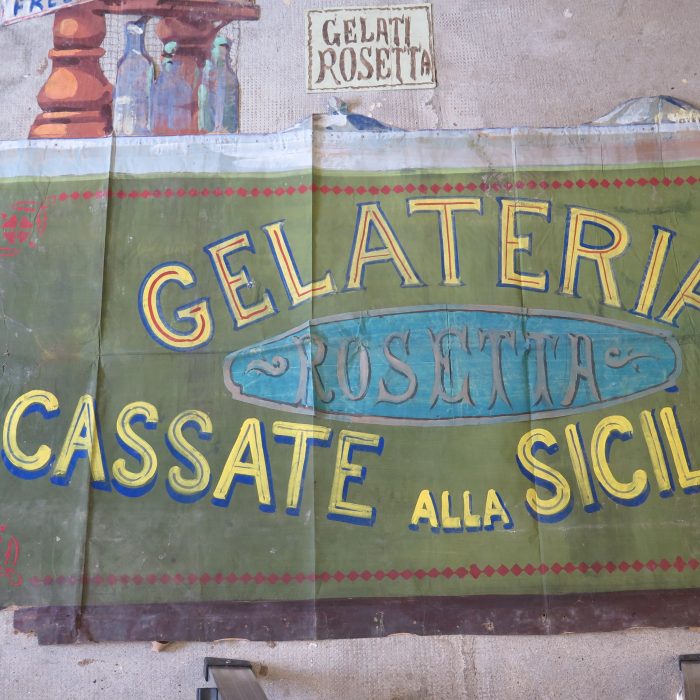 GELATI
ROSETTA
GELATERIA
ROSETTA
CASSATE ALLA SICIL